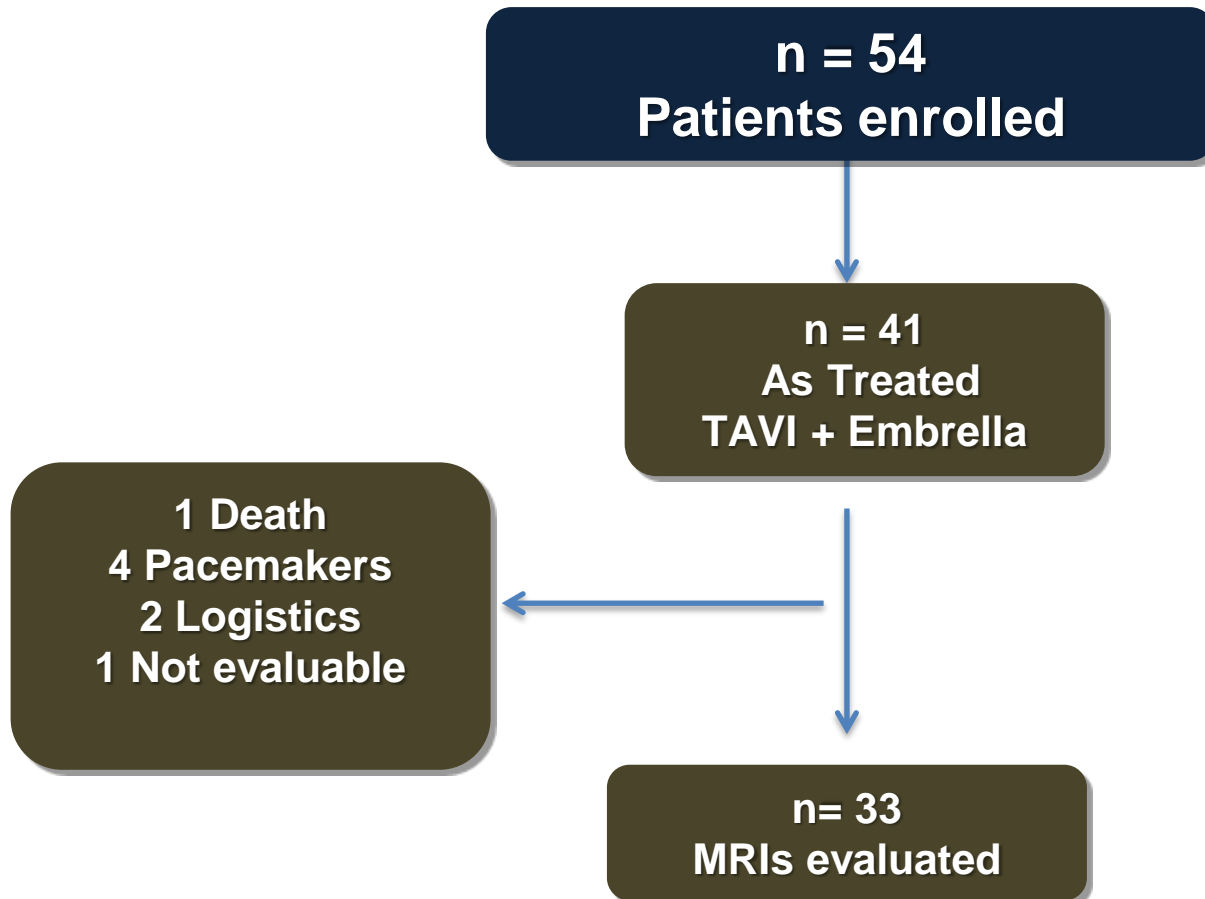 n = 54
Patients enrolled
n = 41
As Treated
TAVI + Embrella
1 Death
4 Pacemakers
2 Logistics
1 Not evaluable
n= 33
MRIs evaluated